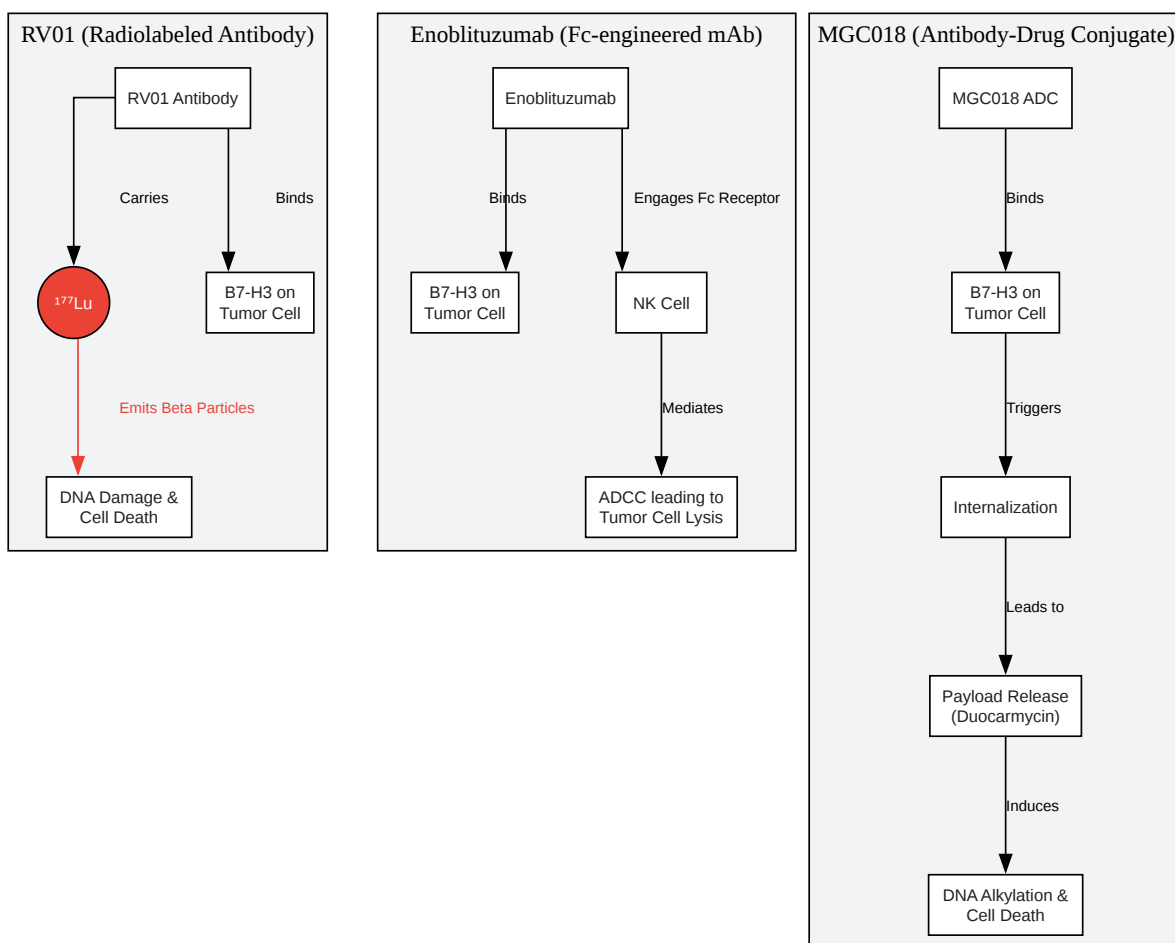 RV01 (Radiolabeled Antibody)
RV01 Antibody
Carries
Binds
¹⁷⁷Lu
B7-H3 on
Tumor Cell
Emits Beta Particles
DNA Damage &
Cell Death
Enoblituzumab (Fc-engineered mAb)
Enoblituzumab
Binds
Engages Fc Receptor
B7-H3 on
Tumor Cell
NK Cell
Mediates
ADCC leading to
Tumor Cell Lysis
MGC018 (Antibody-Drug Conjugate)
MGC018 ADC
Binds
B7-H3 on
Tumor Cell
Triggers
Internalization
Leads to
Payload Release
(Duocarmycin)
Induces
DNA Alkylation &
Cell Death